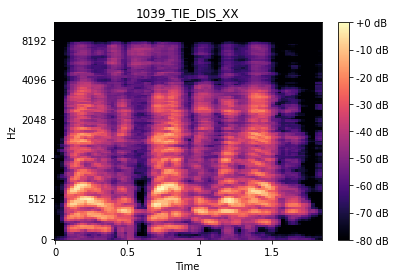 1039_TIE_DIS_XX
+0 dB
8192
-10 dB
4096
-20 dB
-30 dB
2048
Hz
-40 dB
1024
-50 dB
512
-60 dB
-70 dB
0
-80 dB
0
0.5
1
1.5
Time